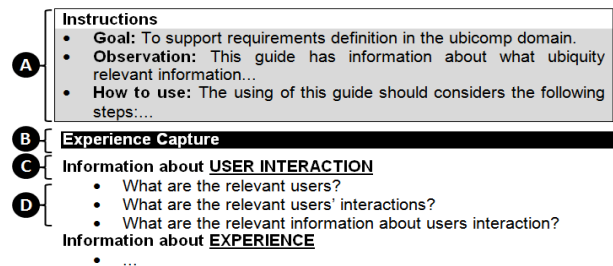 Instructions
• Goal: To support requirements definition in the ubicomp domain.
• Observation: This guide has information about what ubiquity
relevant information…
• How to use: The using of this guide should considers the following
steps:…
A
B Experience Capture
C Information about USER INTERACTION
• What are the relevant users?
D • What are the relevant users' interactions?
• What are the relevant information about users interaction?
Information about EXPERIENCE
• …